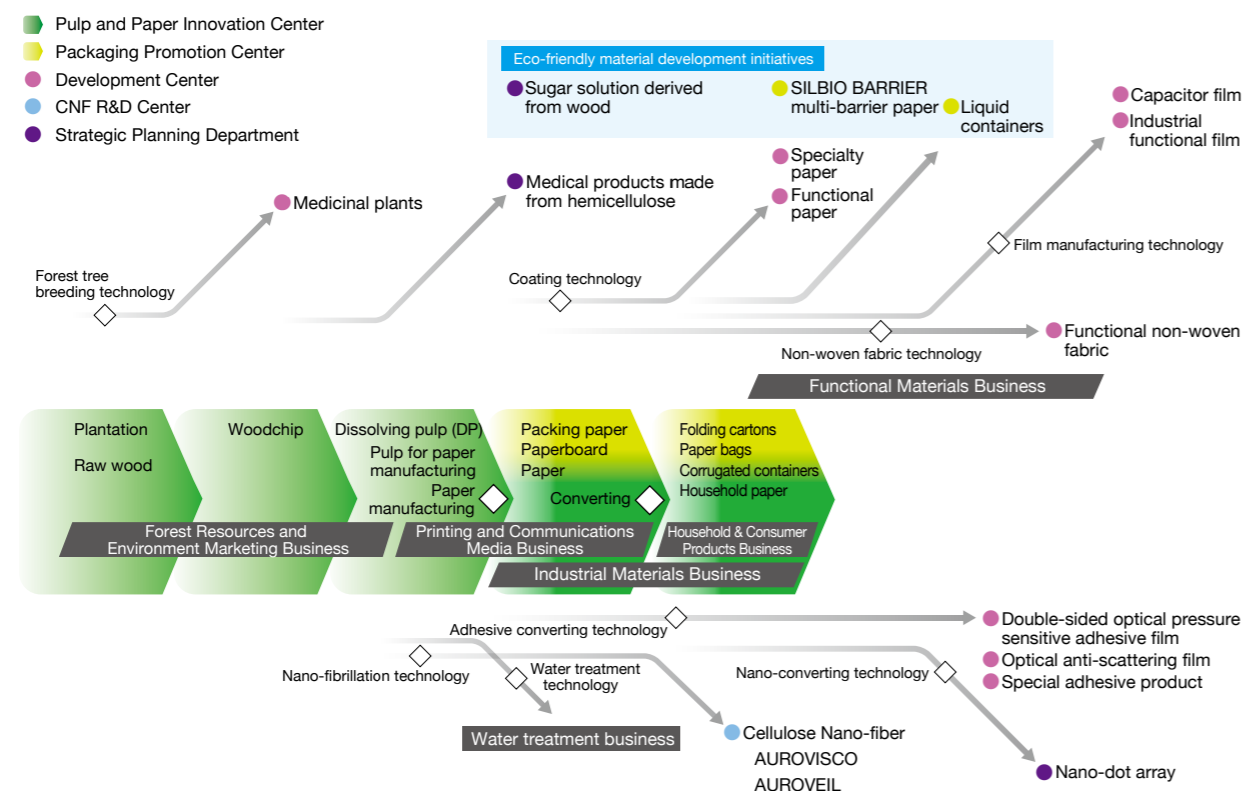 Pulp and Paper Innovation Center
Packaging Promotion Center
Development Center
CNF R&D Center
Strategic Planning Department
Eco-friendly material development initiatives
Sugar solution derived
from wood
SILBIO BARRIER
multi-barrier paper
Liquid
containers
Capacitor film
Industrial
functional film
Specialty
paper
Functional
paper
Medical products made
from hemicellulose
Medicinal plants
Film manufacturing technology
Forest tree
breeding technology
Coating technology
Functional non-woven
fabric
Non-woven fabric technology
Functional Materials Business
Plantation
Raw wood
Woodchip
Dissolving pulp (DP)
Pulp for paper
manufacturing
Paper
manufacturing
Packing paper
Paperboard
Paper
Converting
Folding cartons
Paper bags
Corrugated containers
Household paper
Forest Resources and
Environment Marketing Business
Printing and Communications
Media Business
Household & Consumer
Products Business
Industrial Materials Business
Adhesive converting technology
Double-sided optical pressure
sensitive adhesive film
Optical anti-scattering film
Special adhesive product
Nano-fibrillation technology
Water treatment
technology
Nano-converting technology
Water treatment business
Cellulose Nano-fiber
AUROVISCO
AUROVEIL
Nano-dot array